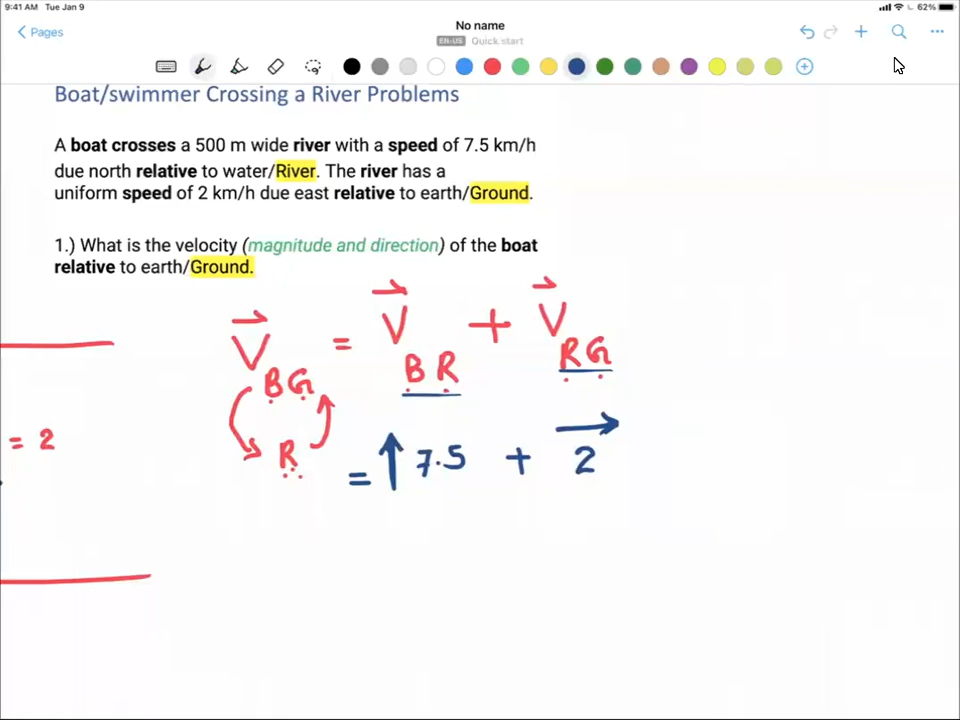 9:41 AM Tue Jan 9
62%
No name
Pages
EN-US Quick start
Boat/swimmer Crossing a River Problems
A boat crosses a 500 m wide river with a speed of 7.5 km/h
due north relative to water/River. The river has a
uniform speed of 2 km/h due east relative to earth/Ground.
1.) What is the velocity (magnitude and direction) of the boat
relative to earth/Ground.
V = V + V
BG BR RG
R
= 2
= ↑ 7.5 + 2